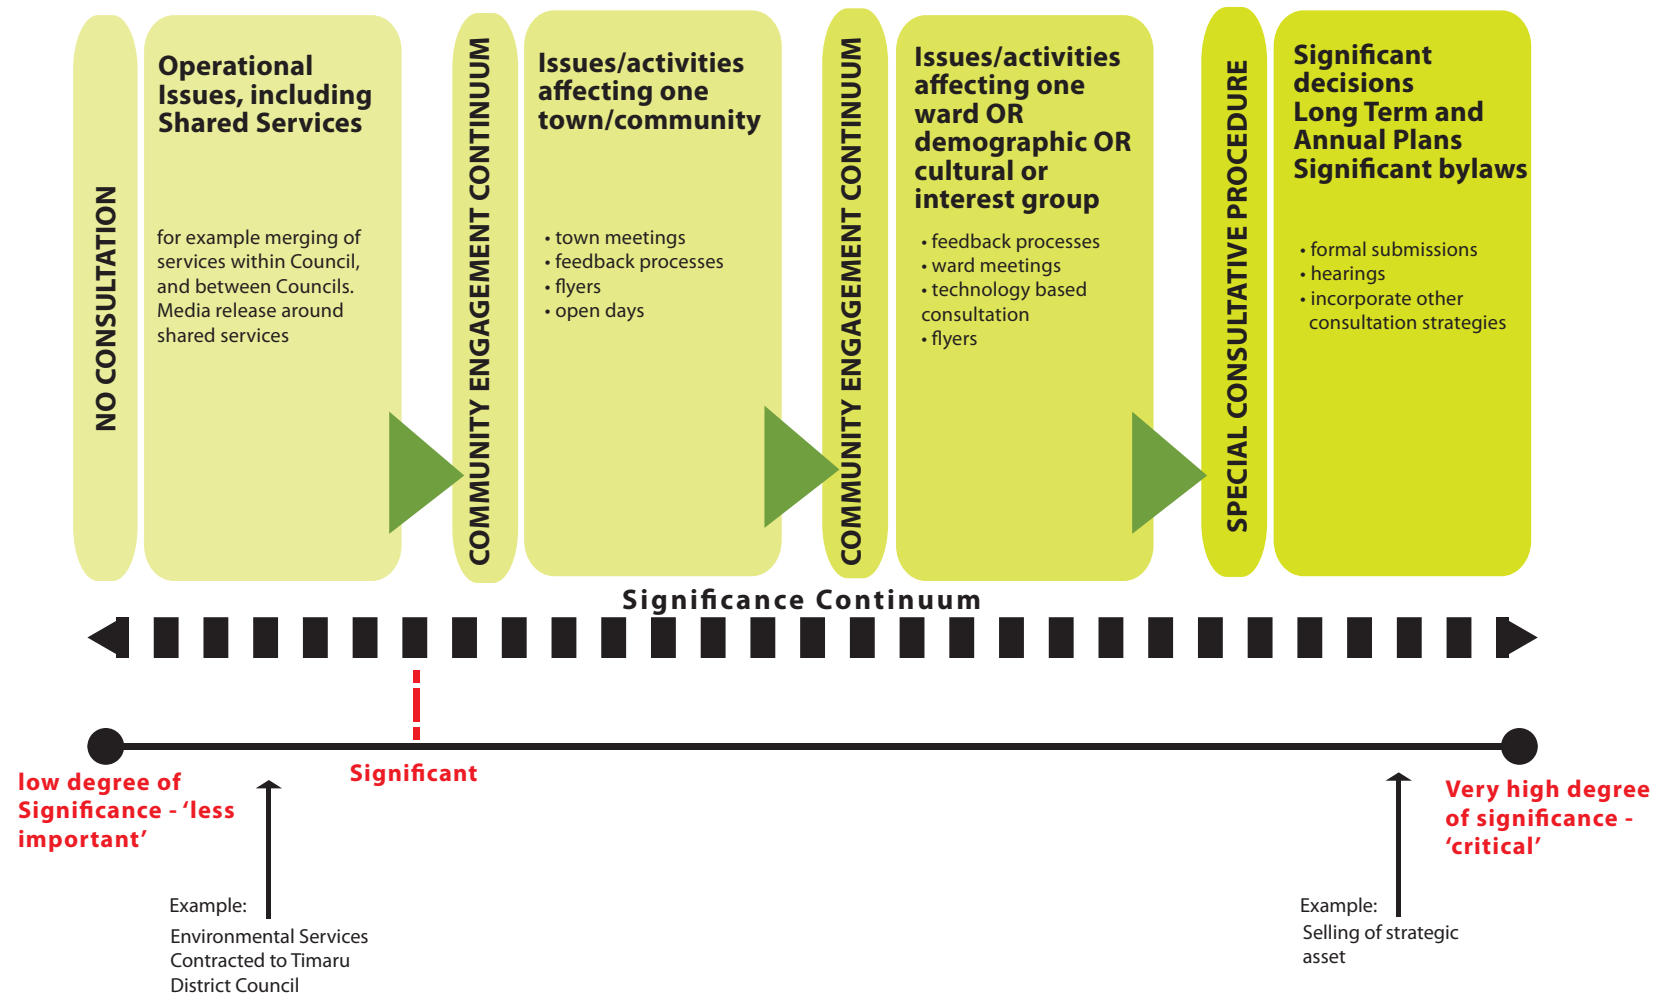 NO CONSULTATION
Operational
Issues, including
Shared Services
for example merging of
services within Council,
and between Councils.
Media release around
shared services
COMMUNITY ENGAGEMENT CONTINUUM
Issues/activities
affecting one
town/community
• town meetings
• feedback processes
• flyers
• open days
COMMUNITY ENGAGEMENT CONTINUUM
Issues/activities
affecting one
ward OR
demographic OR
cultural or
interest group
• feedback processes
• ward meetings
• technology based
consultation
• flyers
SPECIAL CONSULTATIVE PROCEDURE
Significant
decisions
Long Term and
Annual Plans
Significant bylaws
• formal submissions
• hearings
• incorporate other
consultation strategies
Significance Continuum
low degree of
Significance - ‘less
important’
Significant
Very high degree
of significance -
‘critical’
Example:
Environmental Services
Contracted to Timaru
District Council
Example:
Selling of strategic
asset